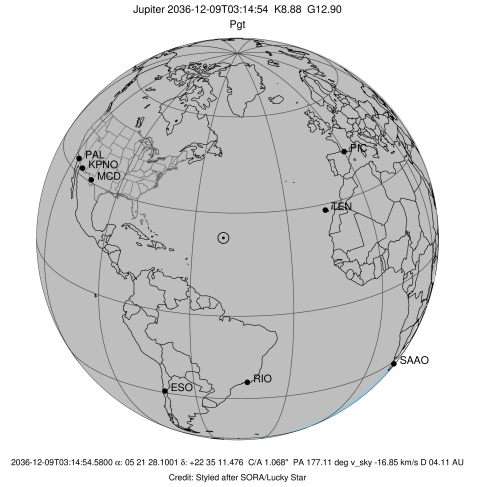 Jupiter 2036-12-09T03:14:54 K8.88 G12.90
Pgt
PAL
KPNO
MCD
PIC
TEN
SAAO
RIO
ESO
2036-12-09T03:14:54.5800 α: 05 21 28.1001 δ: +22 35 11.476 C/A 1.068" PA 177.11 deg v_sky -16.85 km/s D 04.11 AU
Credit: Styled after SORA/Lucky Star